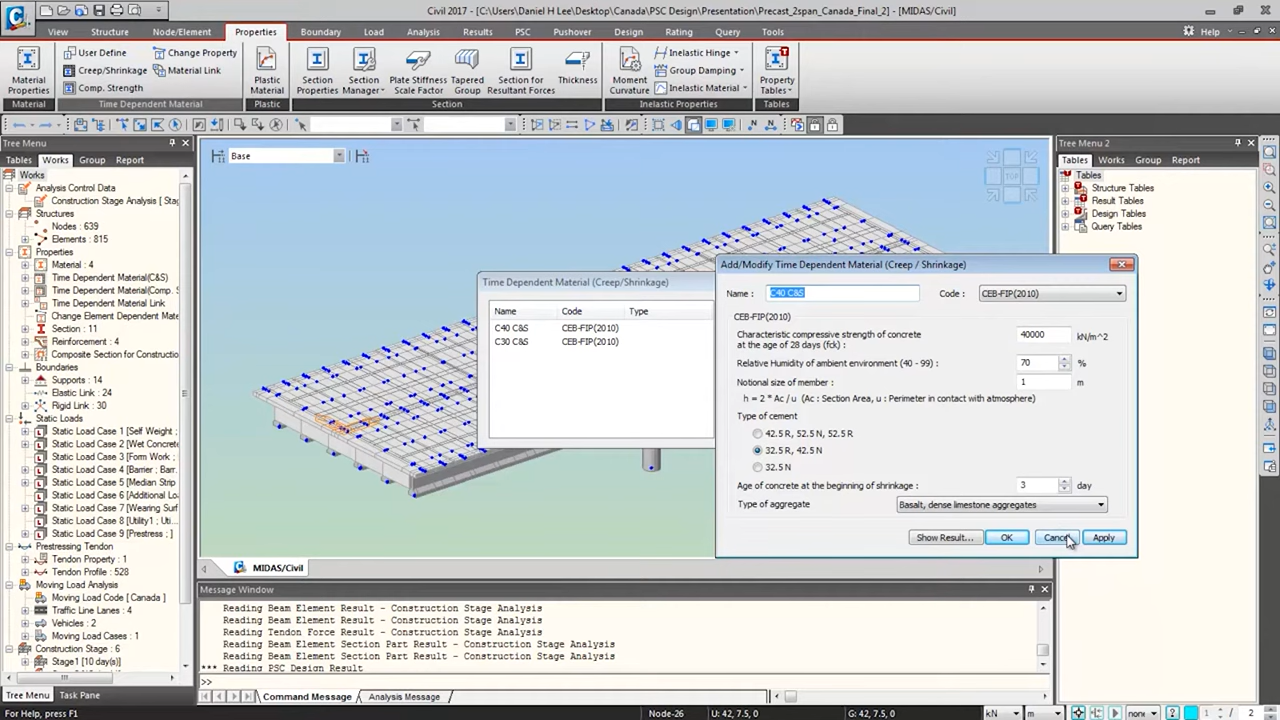 Civil 2017 - [C:\Users\Daniel H Lee\Desktop\Canada\PSC Design\Presentation\Precast_2span_Canada_Final_2] - [MIDAS/Civil]
View Structure Node/Element Properties Boundary Load Analysis Results PSC Pushover Design Rating Query Tools Help
User Define Change Property
Creep/Shrinkage Material Link
Comp. Strength
Material Properties
Plastic Material
Section Properties
Section Manager
Plate Stiffness Scale Factor
Tapered Group
Section for Resultant Forces
Thickness
Moment Curvature
Inelastic Hinge
Group Damping
Inelastic Material
Property Tables
Material Time Dependent Material Plastic Section Inelastic Properties Tables
Tree Menu
Tables Works Group Report
Works
Analysis Control Data
Construction Stage Analysis [ Stag
Structures
Nodes : 639
Elements : 815
Properties
Material : 4
Time Dependent Material(C&S)
Time Dependent Material(Comp
Time Dependent Material Link
Change Element Dependent Mat
Section : 11
Reinforcement : 4
Composite Section for Construction
Boundaries
Supports : 14
Elastic Link : 24
Rigid Link : 30
Static Loads
Static Load Case 1 [Self Weight ;
Static Load Case 2 [Wet Concrete
Static Load Case 3 [Form Work ;
Static Load Case 4 [Barrier ; Barr.
Static Load Case 5 [Median Strip
Static Load Case 6 [Additional Loa
Static Load Case 7 [Wearing Surfa
Static Load Case 8 [Utility1 ; Uti.
Static Load Case 9 [Prestress ; ]
Prestressing Tendon
Tendon Property : 1
Tendon Profile : 528
Moving Load Analysis
Moving Load Code [ Canada ]
Traffic Line Lanes : 4
Vehicles : 2
Moving Load Cases : 1
Construction Stage : 6
Stage1 [10 day(s)]
Tree Menu Task Pane
Base
TOP
Time Dependent Material (Creep/Shrinkage)
Name Code Type
C40 C&S CEB-FIP(2010)
C30 C&S CEB-FIP(2010)
Add/Modify Time Dependent Material (Creep / Shrinkage)
Name : C40 C&S Code : CEB-FIP(2010)
CEB-FIP(2010)
Characteristic compressive strength of concrete
at the age of 28 days (fck) : 40000 kN/m^2
Relative Humidity of ambient environment (40 - 99) : 70 %
Notional size of member : 1 m
h = 2 * Ac / u (Ac : Section Area, u : Perimeter in contact with atmosphere)
Type of cement
42.5 R, 52.5 N, 52.5 R
32.5 R, 42.5 N
32.5 N
Age of concrete at the beginning of shrinkage : 3 day
Type of aggregate Basalt, dense limestone aggregates
Show Result... OK Cancel Apply
Tree Menu 2
Tables Works Group Report
Tables
Structure Tables
Result Tables
Design Tables
Query Tables
MIDAS/Civil
Message Window
Reading Beam Element Result - Construction Stage Analysis
Reading Beam Element Result - Construction Stage Analysis
Reading Tendon Force Result - Construction Stage Analysis
Reading Beam Element Section Part Result - Construction Stage Analysis
Reading Beam Element Section Part Result - Construction Stage Analysis
*** Reading PSC Design Result
>>
Command Message Analysis Message
For Help, press F1 Node-26 U: 42, 7.5, 0 G: 42, 7.5, 0 kN m none 1 / 2